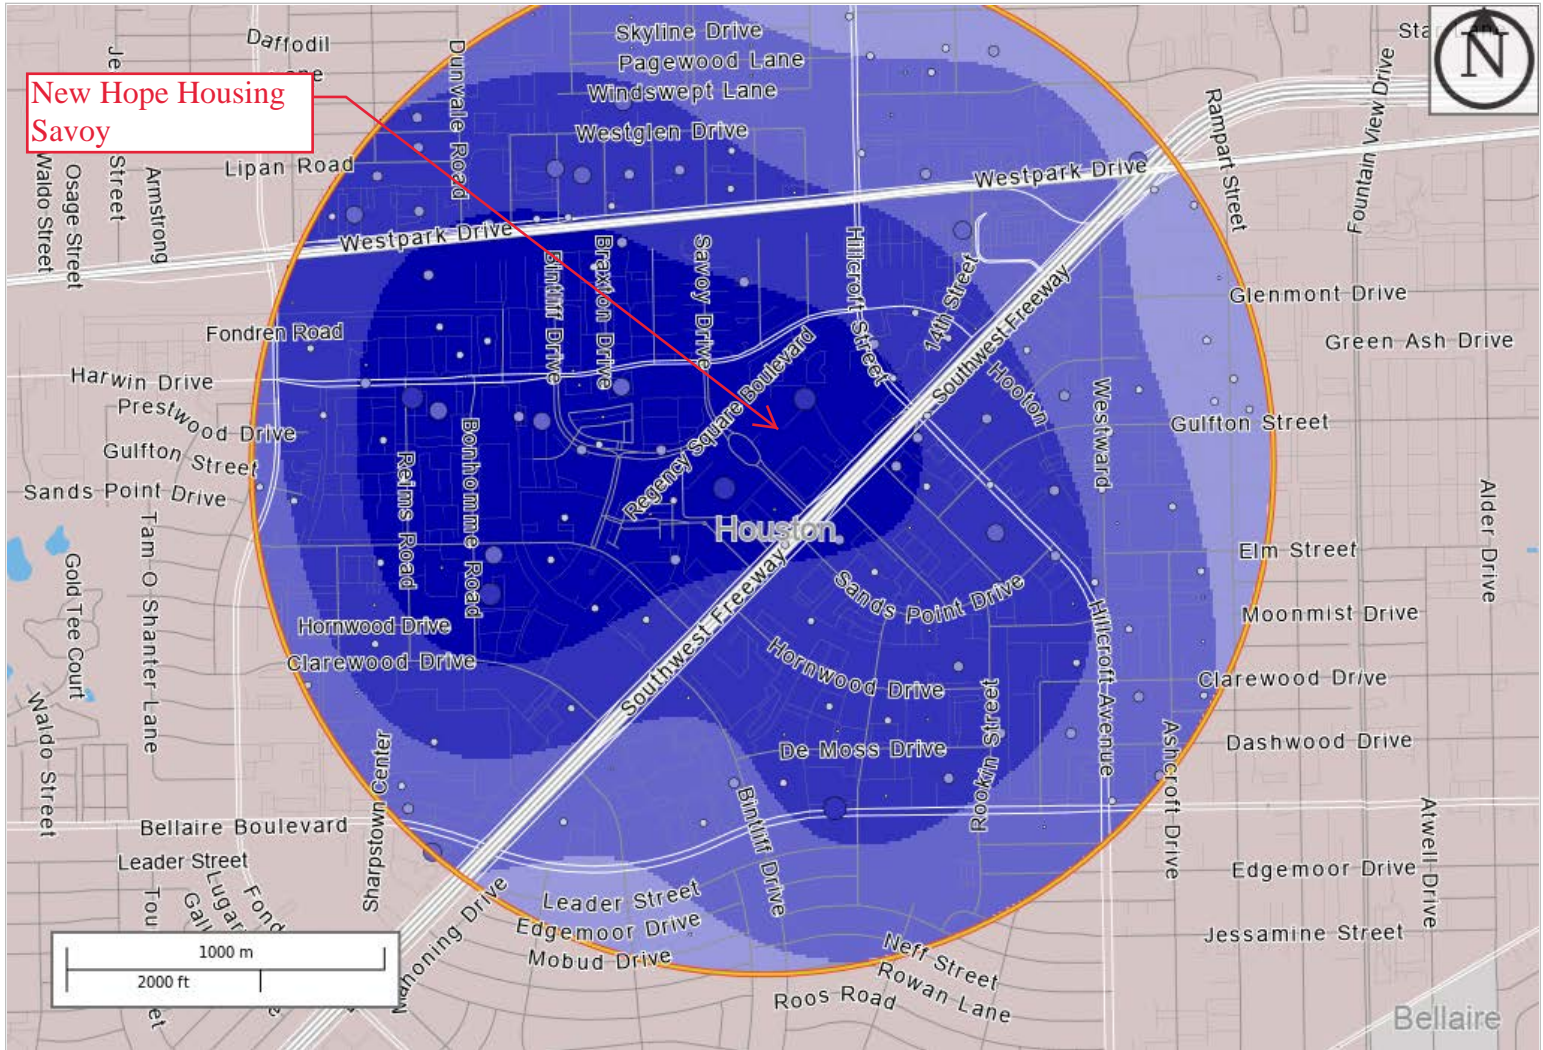 Skyline Drive
Pagewood Lane
Windswept Lane
Westglen Drive
Daffodil
Lane
Dunvale Road
New Hope Housing
Savoy
N
Rampart Street
Fountain View Drive
Lipan Road
Waldo Street
Osage Street
Street
Armstrong
Westpark Drive
Westpark Drive
Bintliff Drive
Braxton Drive
Savoy Drive
Hillcroft Street
14th Street
Southwest Freeway
Glenmont Drive
Green Ash Drive
Fondren Road
Harwin Drive
Prestwood Drive
Gulfton Street
Sands Point Drive
Regency Square Boulevard
Hooton
Westward
Gulfton Street
Reims Road
Bonhomme Road
Houston
Alder Drive
Elm Street
Moonmist Drive
Gold Tee Court
Tam O Shanter Lane
Sands Point Drive
Hornwood Drive
Clarewood Drive
Southwest Freeway
Hornwood Drive
Hillcroft Avenue
Clarewood Drive
Dashwood Drive
Waldo Street
De Moss Drive
Rookin Street
Ashcroft Drive
Sharpstown Center
Bellaire Boulevard
Leader Street
Bintliff Drive
Edgemoor Drive
Atwell Drive
Leader Street
Edgemoor Drive
Mobud Drive
Mahoning Drive
Neff Street
Rowan Lane
Roos Road
Jessamine Street
Bellaire
1000 m
2000 ft